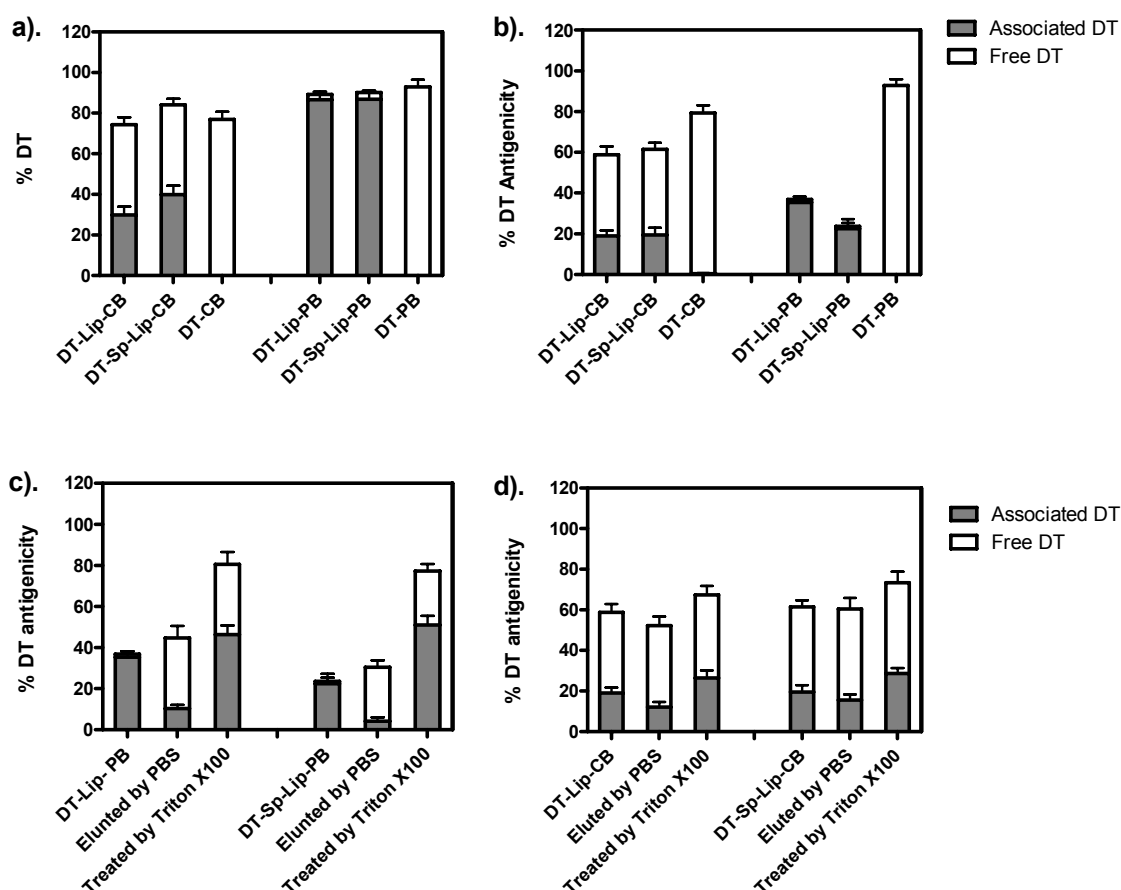 a).
120
100
80
60
40
20
0
% DT
DT-Lip-CB
DT-Sp-Lip-CB
DT-CB
DT-Lip-PB
DT-Sp-Lip-PB
DT-PB
b).
120
100
80
60
40
20
0
% DT Antigenicity
DT-Lip-CB
DT-Sp-Lip-CB
DT-CB
DT-Lip-PB
DT-Sp-Lip-PB
DT-PB
Associated DT
Free DT
c).
120
100
80
60
40
20
0
% DT antigenicity
DT-Lip- PB
Elunted by PBS
Treated by Triton X100
DT-Sp-Lip-PB
Elunted by PBS
Treated by Triton X100
d).
120
100
80
60
40
20
0
% DT antigenicity
DT-Lip-CB
Eluted by PBS
Treated by Triton X100
DT-Sp-Lip-CB
Eluted by PBS
Treated by Triton X100
Associated DT
Free DT